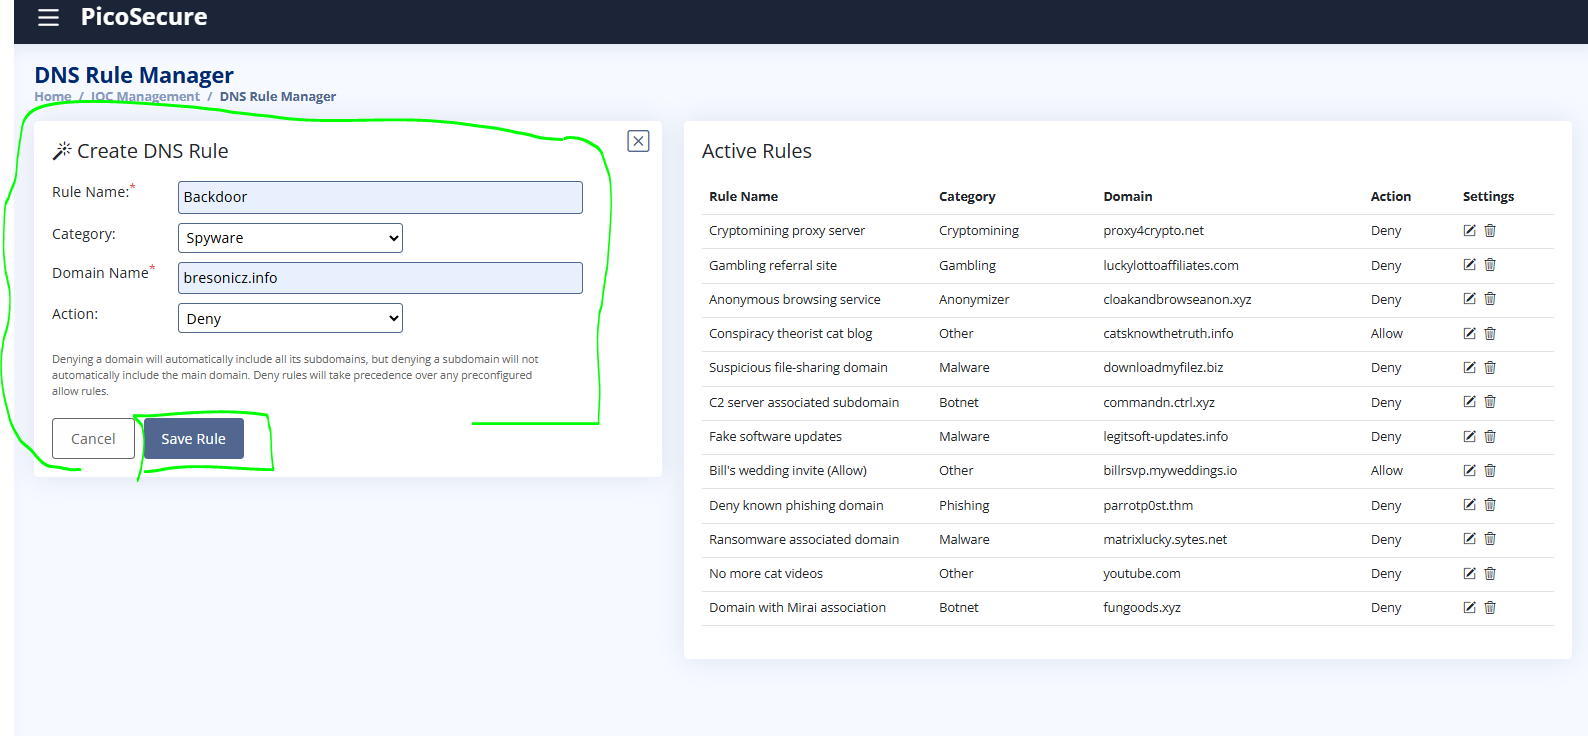 PicoSecure
DNS Rule Manager
Home / IOC Management / DNS Rule Manager
Create DNS Rule
Rule Name:*
Backdoor
Category:
Spyware
Domain Name*
bresonicz.info
Action:
Deny
Denying a domain will automatically include all its subdomains, but denying a subdomain will not
automatically include the main domain. Deny rules will take precedence over any preconfigured
allow rules.
Cancel
Save Rule
Active Rules
Rule Name Category Domain Action Settings
Cryptomining proxy server Cryptomining proxy4crypto.net Deny
Gambling referral site Gambling luckylottoaffiliates.com Deny
Anonymous browsing service Anonymizer cloakandbrowseanon.xyz Deny
Conspiracy theorist cat blog Other catsknowthetruth.info Allow
Suspicious file-sharing domain Malware downloadmyfilez.biz Deny
C2 server associated subdomain Botnet commandn.ctrl.xyz Deny
Fake software updates Malware legitsoft-updates.info Deny
Bill's wedding invite (Allow) Other billrsvp.myweddings.io Allow
Deny known phishing domain Phishing parrotp0st.thm Deny
Ransomware associated domain Malware matrixlucky.sytes.net Deny
No more cat videos Other youtube.com Deny
Domain with Mirai association Botnet fungoods.xyz Deny